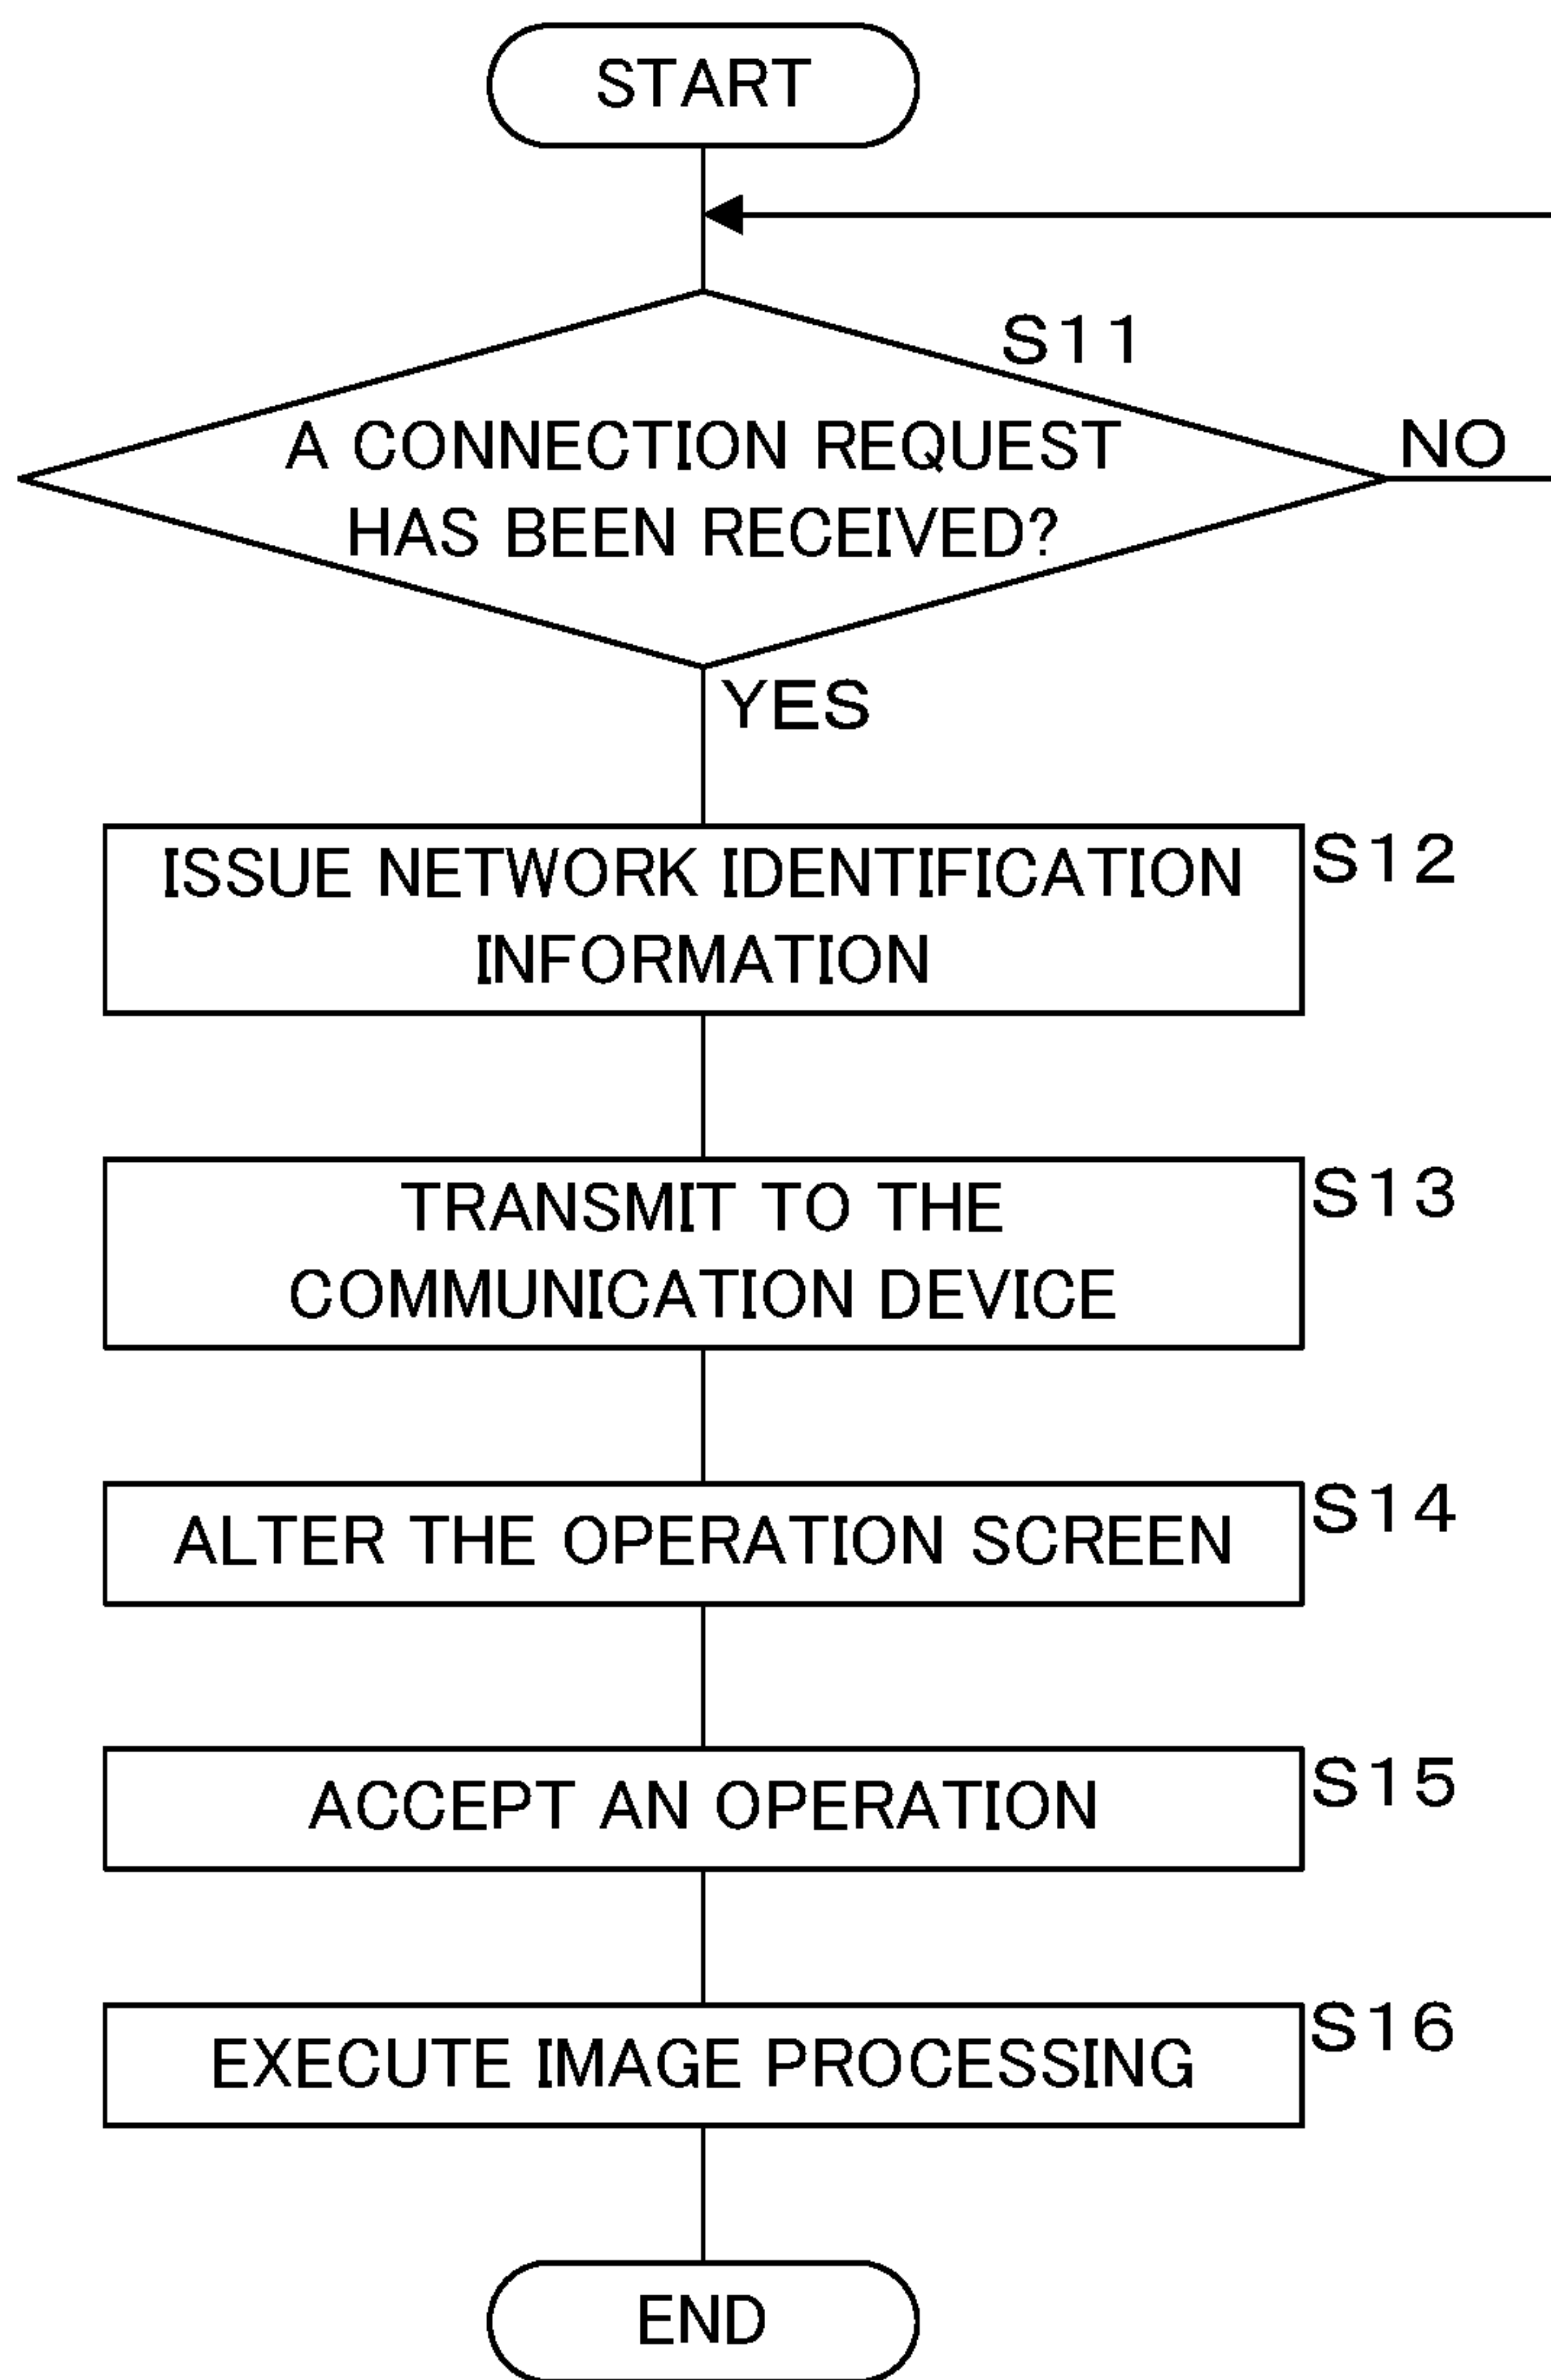 START
S11
A CONNECTION REQUEST
HAS BEEN RECEIVED?
NO
YES
ISSUE NETWORK IDENTIFICATION
INFORMATION
S12
TRANSMIT TO THE
COMMUNICATION DEVICE
S13
ALTER THE OPERATION SCREEN
S14
ACCEPT AN OPERATION
S15
EXECUTE IMAGE PROCESSING
S16
END